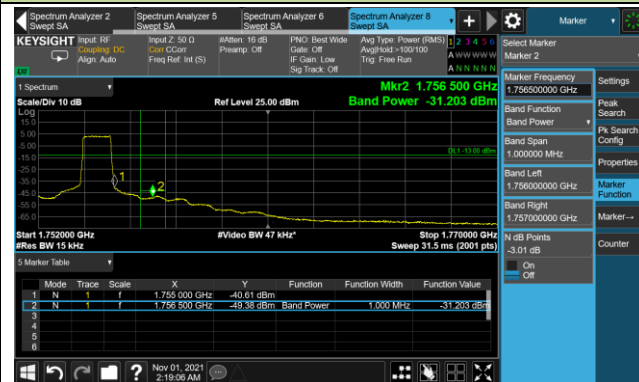 Spectrum Analyzer 2
Swept SA
Spectrum Analyzer 5
Swept SA
Spectrum Analyzer 6
Swept SA
Spectrum Analyzer 8
Swept SA
Marker
KEYSIGHT
Input: RF
Coupling: DC
Align: Auto
Input Z: 50 Ω
Corr CCorr
Freq Ref: Int (S)
#Atten: 16 dB
Preamp: Off
PNO: Best Wide
Gate: Off
IF Gain: Low
Sig Track: Off
Avg Type: Power (RMS)
Avg|Hold:>100/100
Trig: Free Run
1 2 3 4 5 6
A W W W W W
A N N N N N
Select Marker
Marker 2
1 Spectrum
Scale/Div 10 dB
Log
Ref Level 25.00 dBm
Mkr2 1.756 500 GHz
Band Power -31.203 dBm
15.0
5.00
-5.00
-15.0
-25.0
-35.0
-45.0
-55.0
-65.0
DL1 -13.00 dBm
1
2
Start 1.752000 GHz
#Res BW 15 kHz
#Video BW 47 kHz*
Stop 1.770000 GHz
Sweep 31.5 ms (2001 pts)
5 Marker Table
Mode Trace Scale X Y Function Function Width Function Value
1 N 1 f 1.755 000 GHz -40.61 dBm
2 N 1 f 1.756 500 GHz -49.38 dBm Band Power 1.000 MHz -31.203 dBm
3
4
5
6
Marker Frequency
1.756500000 GHz
Band Function
Band Power
Band Span
1.000000 MHz
Band Left
1.756000000 GHz
Band Right
1.757000000 GHz
N dB Points
-3.01 dB
On
Off
Settings
Peak
Search
Pk Search
Config
Properties
Marker
Function
Marker→
Counter
Nov 01, 2021
2:19:06 AM